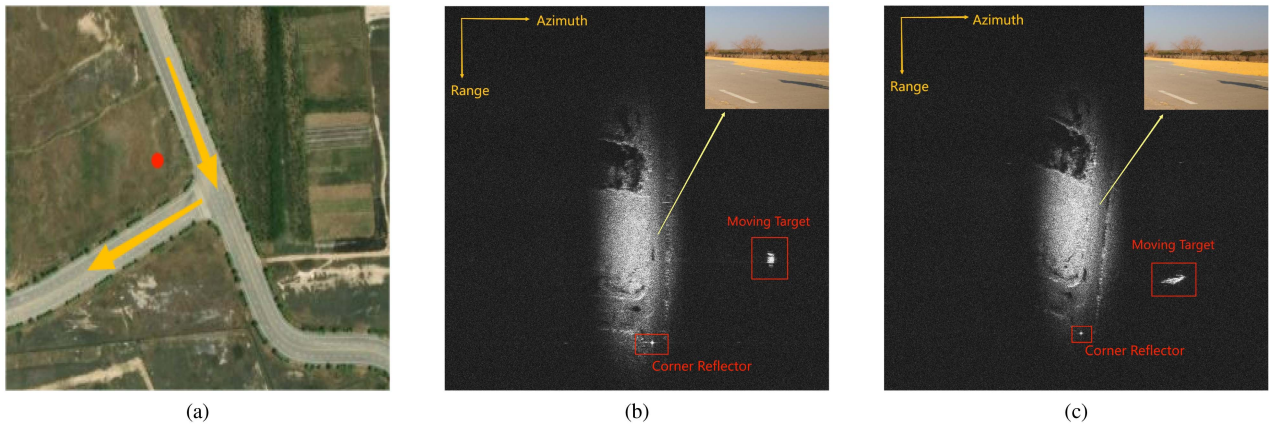 Azimuth
Range
Moving Target
Corner Reflector
Azimuth
Range
Moving Target
Corner Reflector
(a)
(b)
(c)